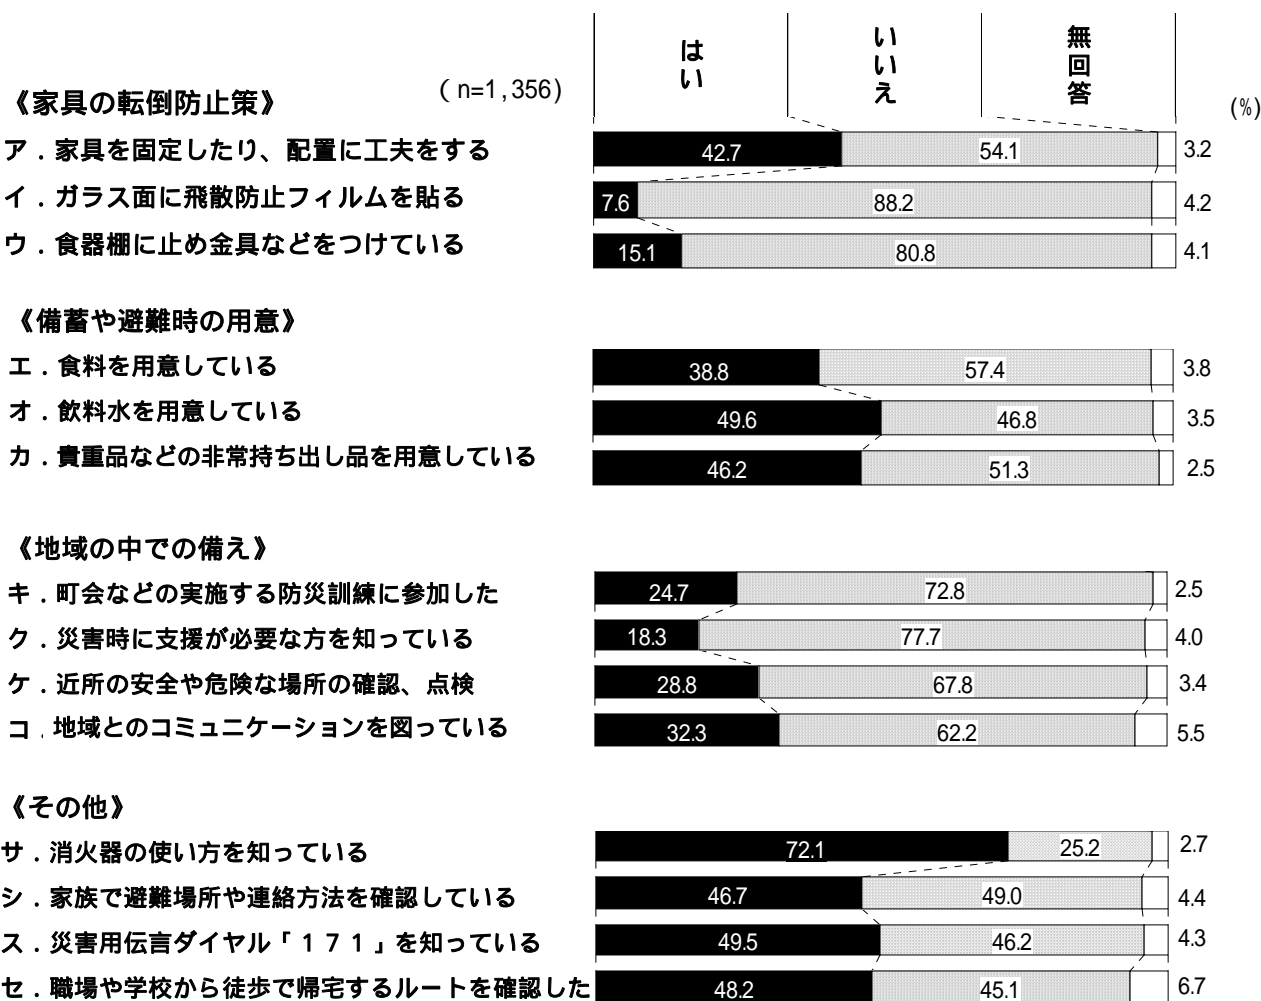 はい
いいえ
無回答
(%)
《家具の転倒防止策》 (n=1,356)
ア．家具を固定したり、配置に工夫をする 42.7 54.1 3.2
イ．ガラス面に飛散防止フィルムを貼る 7.6 88.2 4.2
ウ．食器棚に止め金具などをつけている 15.1 80.8 4.1
《備蓄や避難時の用意》
エ．食料を用意している 38.8 57.4 3.8
オ．飲料水を用意している 49.6 46.8 3.5
カ．貴重品などの非常持ち出し品を用意している 46.2 51.3 2.5
《地域の中での備え》
キ．町会などの実施する防災訓練に参加した 24.7 72.8 2.5
ク．災害時に支援が必要な方を知っている 18.3 77.7 4.0
ケ．近所の安全や危険な場所の確認、点検 28.8 67.8 3.4
コ．地域とのコミュニケーションを図っている 32.3 62.2 5.5
《その他》
サ．消火器の使い方を知っている 72.1 25.2 2.7
シ．家族で避難場所や連絡方法を確認している 46.7 49.0 4.4
ス．災害用伝言ダイヤル「１７１」を知っている 49.5 46.2 4.3
セ．職場や学校から徒歩で帰宅するルートを確認した 48.2 45.1 6.7